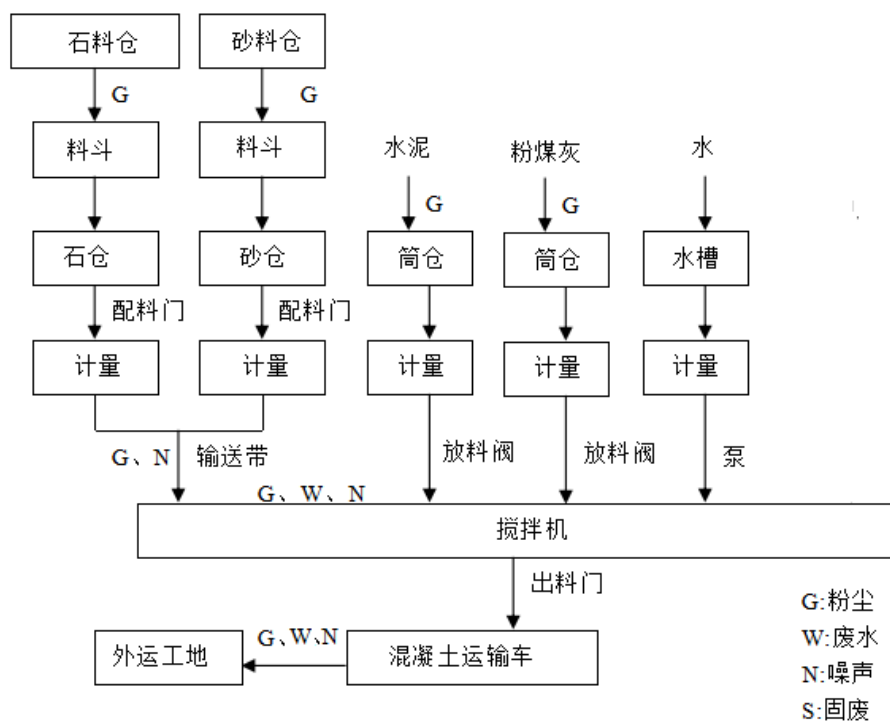 石料仓 砂料仓
G G
料斗 料斗 水泥 粉煤灰 水
G G
石仓 砂仓 筒仓 筒仓 水槽
配料门 配料门
计量 计量 计量 计量 计量
G、N 输送带 放料阀 放料阀 泵
G、W、N
搅拌机
出料门
G:粉尘
G、W、N
W:废水
外运工地 混凝土运输车
N:噪声
S:固废